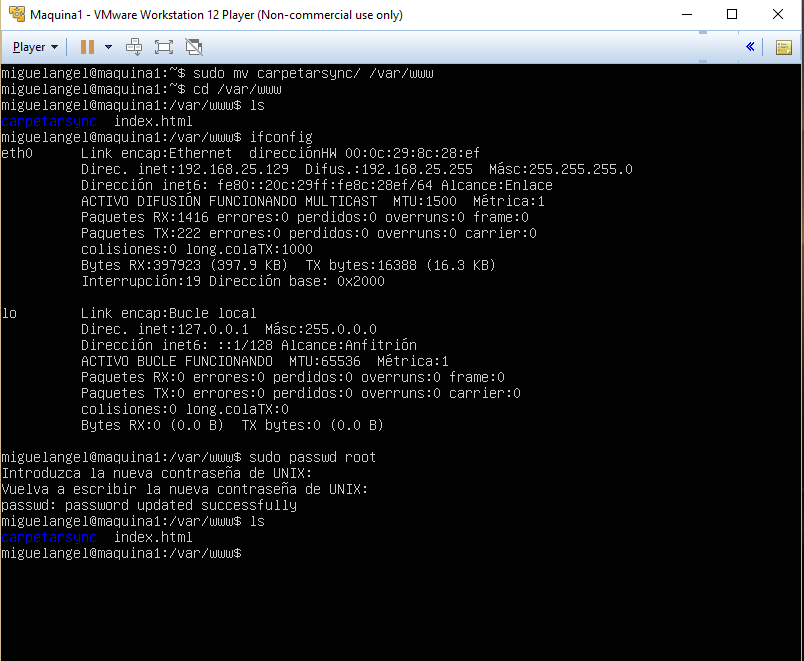 Maquina1 - VMware Workstation 12 Player (Non-commercial use only)
Player
miguelangel@maquina1:~$ sudo mv carpetarsync/ /var/www
miguelangel@maquina1:~$ cd /var/www
miguelangel@maquina1:/var/www$ ls
carpetarsync  index.html
miguelangel@maquina1:/var/www$ ifconfig
eth0      Link encap:Ethernet  direcciónHW 00:0c:29:8c:28:ef
          Direc. inet:192.168.25.129  Difus.:192.168.25.255  Másc:255.255.255.0
          Dirección inet6: fe80::20c:29ff:fe8c:28ef/64 Alcance:Enlace
          ACTIVO DIFUSIÓN FUNCIONANDO MULTICAST  MTU:1500  Métrica:1
          Paquetes RX:1416 errores:0 perdidos:0 overruns:0 frame:0
          Paquetes TX:222 errores:0 perdidos:0 overruns:0 carrier:0
          colisiones:0 long.colaTX:1000
          Bytes RX:397923 (397.9 KB)  TX bytes:16388 (16.3 KB)
          Interrupción:19 Dirección base: 0x2000
lo        Link encap:Bucle local
          Direc. inet:127.0.0.1  Másc:255.0.0.0
          Dirección inet6: ::1/128 Alcance:Anfitrión
          ACTIVO BUCLE FUNCIONANDO  MTU:65536  Métrica:1
          Paquetes RX:0 errores:0 perdidos:0 overruns:0 frame:0
          Paquetes TX:0 errores:0 perdidos:0 overruns:0 carrier:0
          colisiones:0 long.colaTX:0
          Bytes RX:0 (0.0 B)  TX bytes:0 (0.0 B)
miguelangel@maquina1:/var/www$ sudo passwd root
Introduzca la nueva contraseña de UNIX:
Vuelva a escribir la nueva contraseña de UNIX:
passwd: password updated successfully
miguelangel@maquina1:/var/www$ ls
carpetarsync  index.html
miguelangel@maquina1:/var/www$